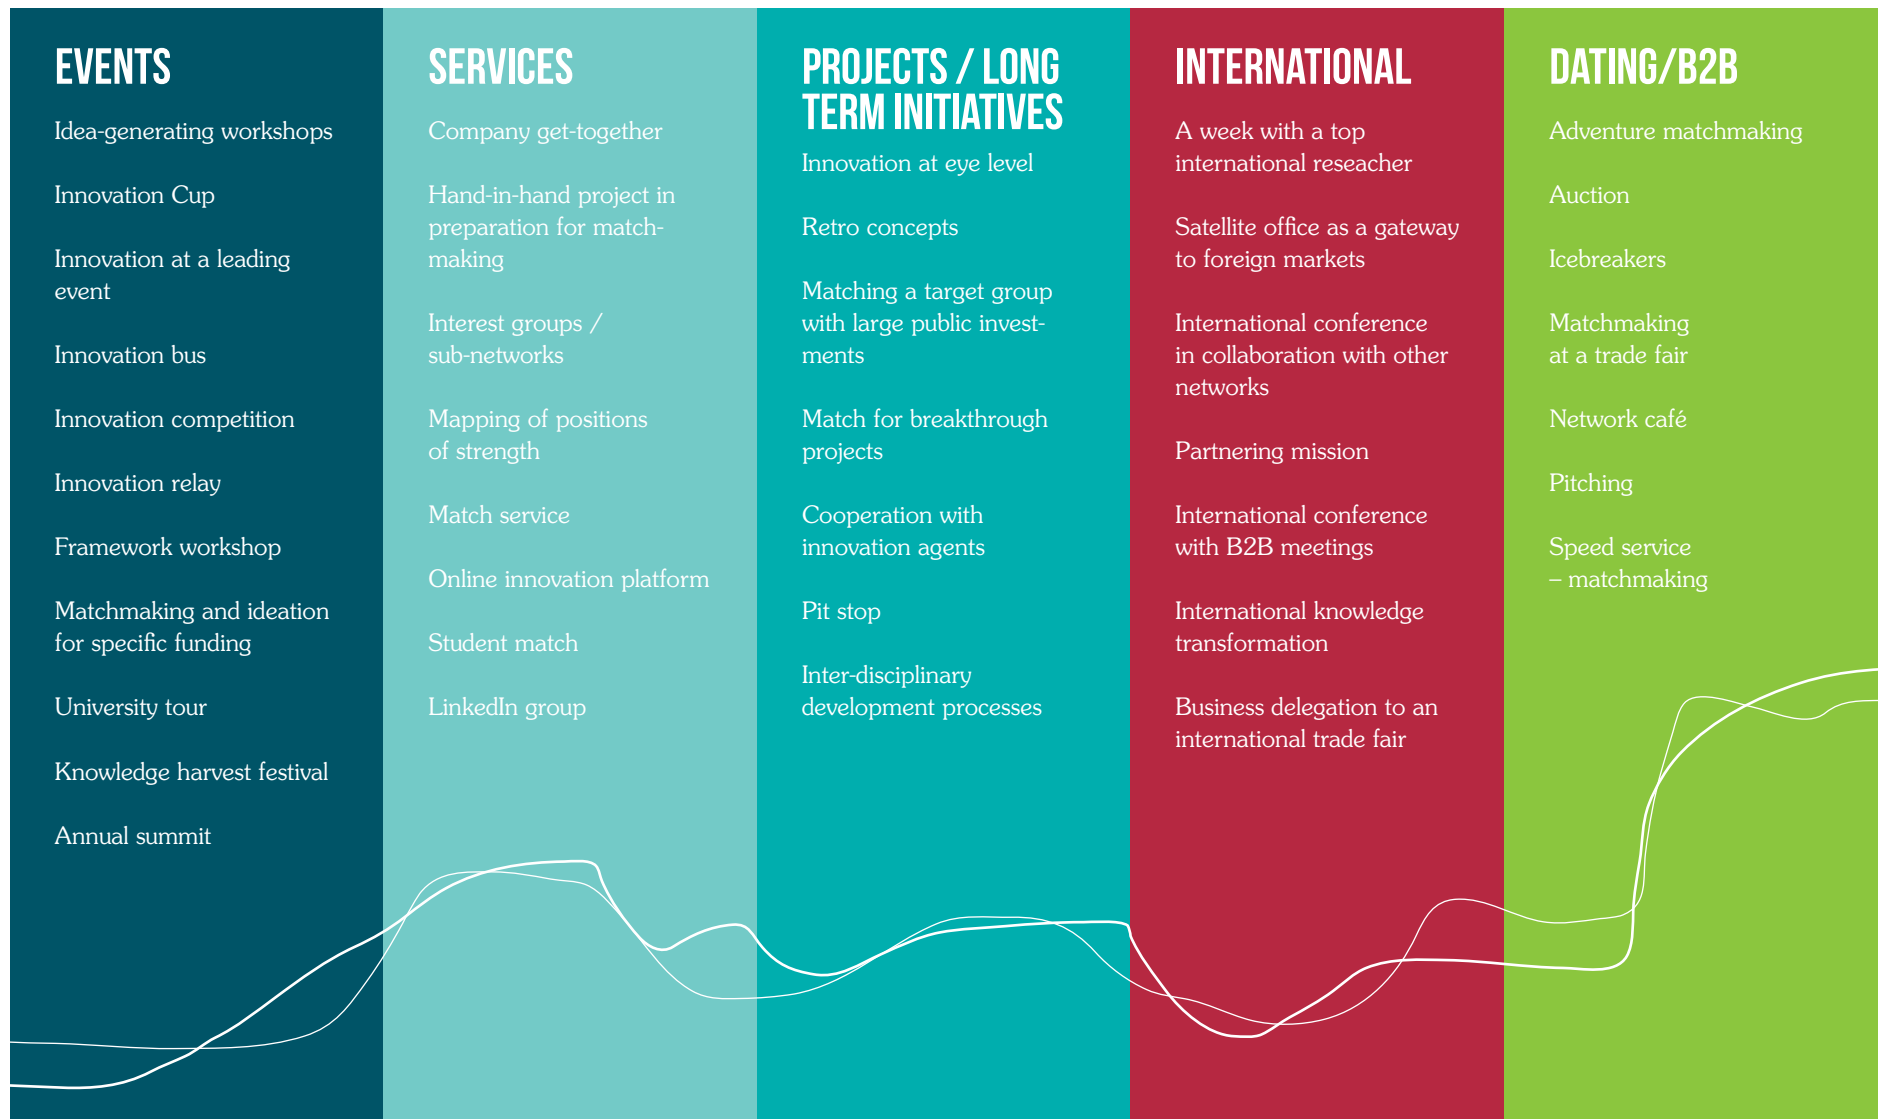 EVENTS
Idea-generating workshops
Innovation Cup
Innovation at a leading
event
Innovation bus
Innovation competition
Innovation relay
Framework workshop
Matchmaking and ideation
for specific funding
University tour
Knowledge harvest festival
Annual summit
SERVICES
Company get-together
Hand-in-hand project in
preparation for match-
making
Interest groups /
sub-networks
Mapping of positions
of strength
Match service
Online innovation platform
Student match
LinkedIn group
PROJECTS / LONG
TERM INITIATIVES
Innovation at eye level
Retro concepts
Matching a target group
with large public invest-
ments
Match for breakthrough
projects
Cooperation with
innovation agents
Pit stop
Inter-disciplinary
development processes
INTERNATIONAL
A week with a top
international reseacher
Satellite office as a gateway
to foreign markets
International conference
in collaboration with other
networks
Partnering mission
International conference
with B2B meetings
International knowledge
transformation
Business delegation to an
international trade fair
DATING/B2B
Adventure matchmaking
Auction
Icebreakers
Matchmaking
at a trade fair
Network café
Pitching
Speed service
– matchmaking